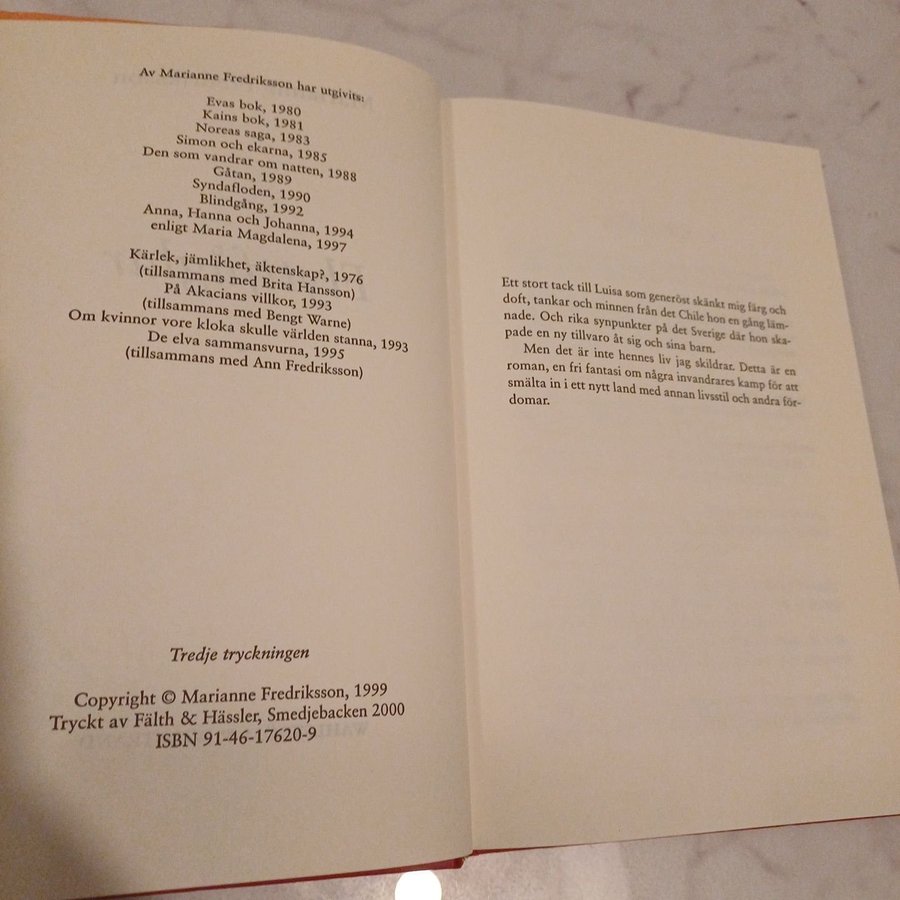 Av Marianne Fredriksson har utgivits:
Evas bok, 1980
Kains bok, 1981
Noreas saga, 1983
Simon och ekarna, 1985
Den som vandrar om natten, 1988
Gåtan, 1989
Syndafloden, 1990
Blindgång, 1992
Anna, Hanna och Johanna, 1994
enligt Maria Magdalena, 1997
Kärlek, jämlikhet, äktenskap?, 1976
(tillsammans med Brita Hansson)
På Akacians villkor, 1993
(tillsammans med Bengt Warne)
Om kvinnor vore kloka skulle världen stanna, 1993
De elva sammansvurna, 1995
(tillsammans med Ann Fredriksson)
Tredje tryckningen
Copyright © Marianne Fredriksson, 1999
Tryckt av Fälth & Hässler, Smedjebacken 2000
ISBN 91-46-17620-9
Ett stort tack till Luisa som generöst skänkt mig färg och
doft, tankar och minnen från det Chile hon en gång läm-
nade. Och rika synpunkter på det Sverige där hon ska-
pade en ny tillvaro åt sig och sina barn.
Men det är inte hennes liv jag skildrar. Detta är en
roman, en fri fantasi om några invandrares kamp för att
smälta in i ett nytt land med annan livsstil och andra för-
domar.